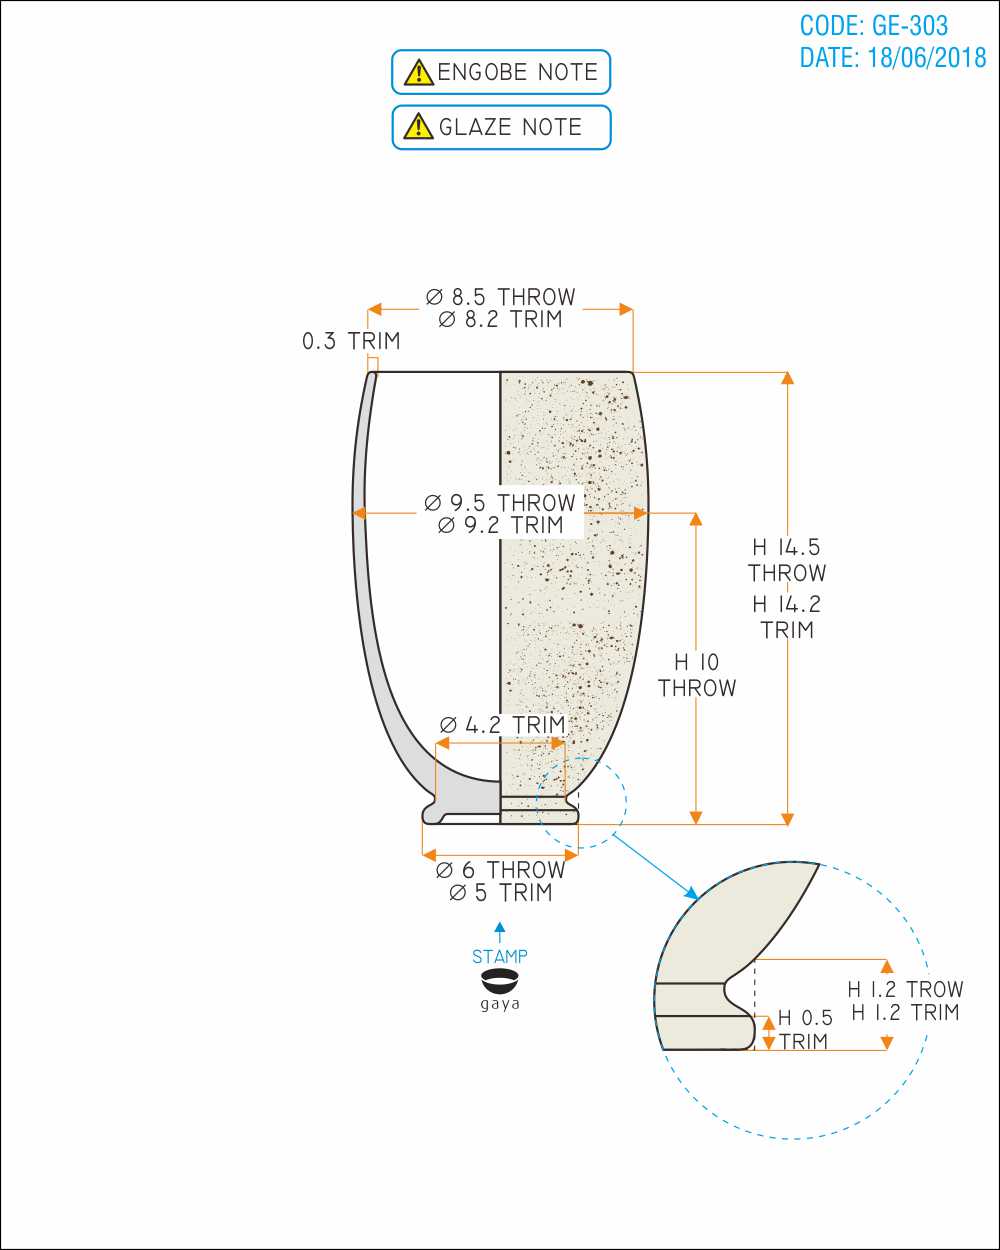 CODE: GE-303
DATE: 18/06/2018
ENGOBE NOTE
GLAZE NOTE
Ø 8.5 THROW
Ø 8.2 TRIM
0.3 TRIM
Ø 9.5 THROW
Ø 9.2 TRIM
H 14.5
THROW
H 14.2
TRIM
H 10
THROW
Ø 4.2 TRIM
Ø 6 THROW
Ø 5 TRIM
STAMP
gaya
H 1.2 TROW
H 1.2 TRIM
H 0.5
TRIM